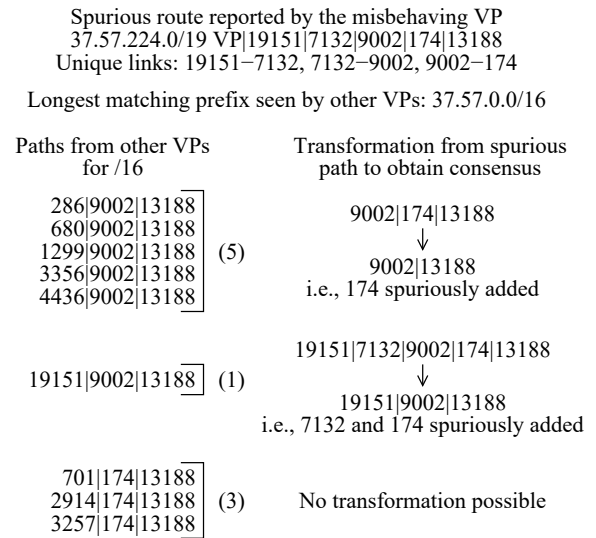 Spurious route reported by the misbehaving VP
37.57.224.0/19 VP|19151|7132|9002|174|13188
Unique links: 19151−7132, 7132−9002, 9002−174
Longest matching prefix seen by other VPs: 37.57.0.0/16
Paths from other VPs
for /16
Transformation from spurious
path to obtain consensus
286|9002|13188
680|9002|13188
1299|9002|13188
3356|9002|13188
4436|9002|13188
(5)
9002|174|13188
9002|13188
i.e., 174 spuriously added
19151|9002|13188
(1)
19151|7132|9002|174|13188
19151|9002|13188
i.e., 7132 and 174 spuriously added
701|174|13188
2914|174|13188
3257|174|13188
(3)
No transformation possible